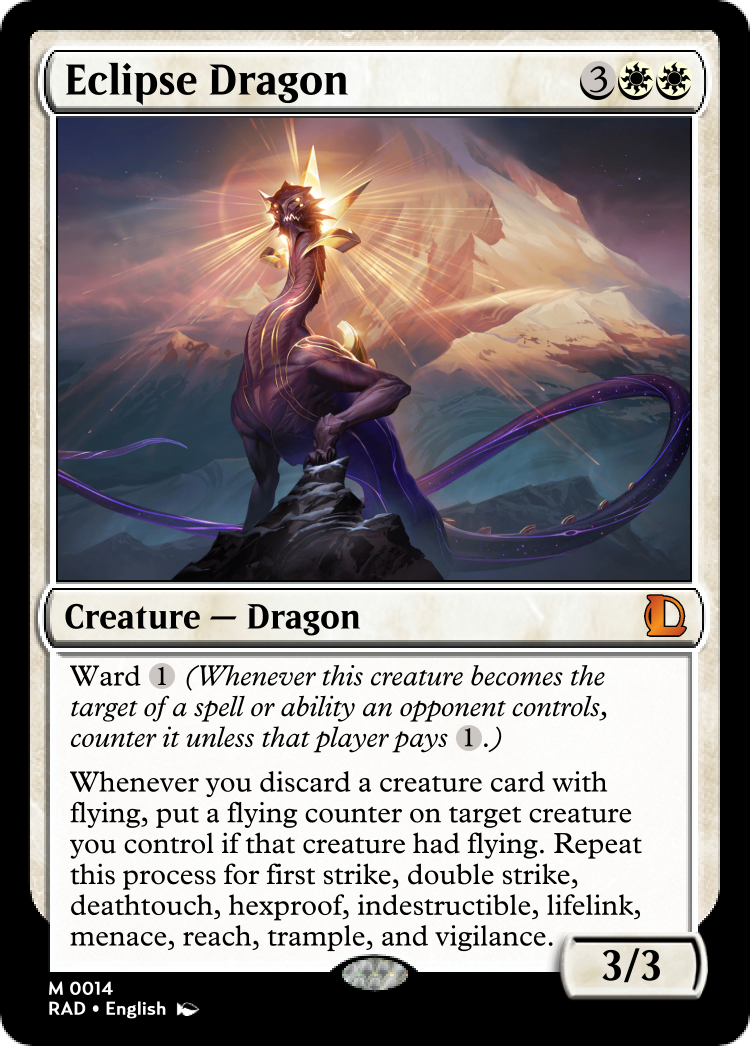 Eclipse Dragon 3
Creature — Dragon
Ward 1 (Whenever this creature becomes the
target of a spell or ability an opponent controls,
counter it unless that player pays 1.)
Whenever you discard a creature card with
flying, put a flying counter on target creature
you control if that creature had flying. Repeat
this process for first strike, double strike,
deathtouch, hexproof, indestructible, lifelink,
menace, reach, trample, and vigilance.
3/3
M 0014
RAD • English